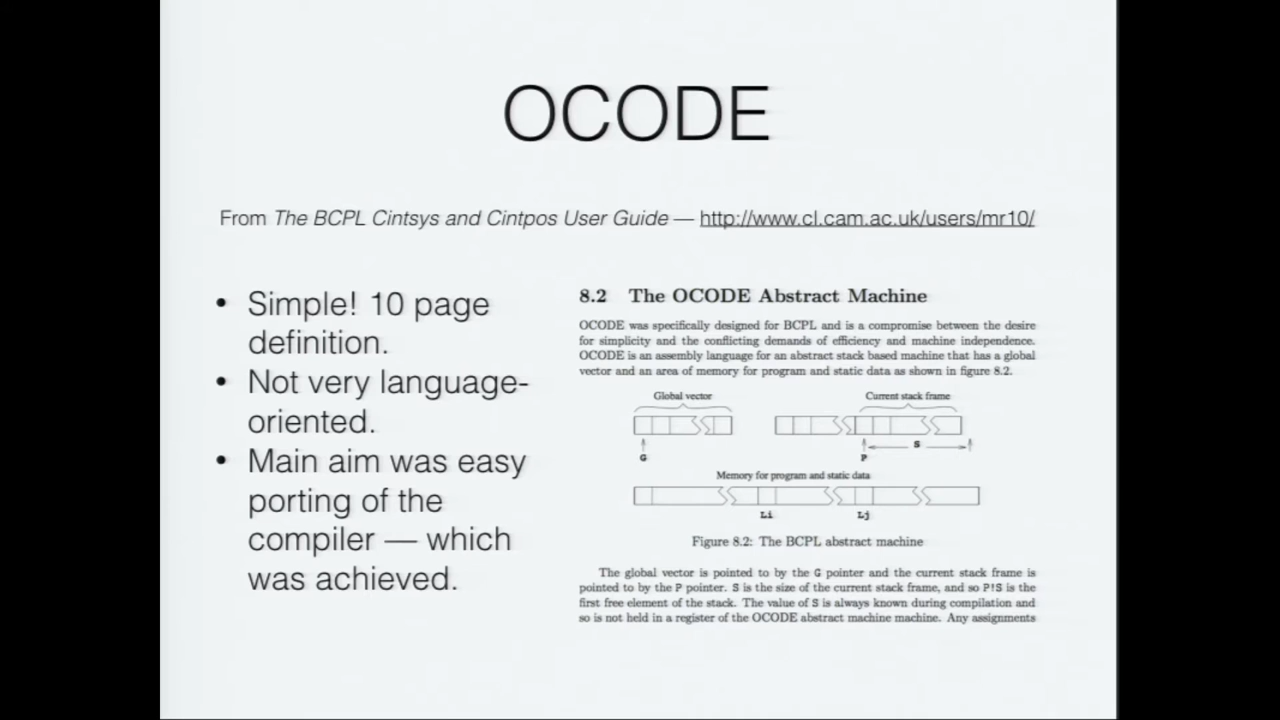 OCODE
From The BCPL Cintsys and Cintpos User Guide — http://www.cl.cam.ac.uk/users/mr10/
• Simple! 10 page
definition.
• Not very language-
oriented.
• Main aim was easy
porting of the
compiler — which
was achieved.
8.2 The OCODE Abstract Machine
OCODE was specifically designed for BCPL and is a compromise between the desire
for simplicity and the conflicting demands of efficiency and machine independence.
OCODE is an assembly language for an abstract stack based machine that has a global
vector and an area of memory for program and static data as shown in figure 8.2.
Global vector
Current stack frame
S
G
P
Memory for program and static data
Li
Lj
Figure 8.2: The BCPL abstract machine
The global vector is pointed to by the G pointer and the current stack frame is
pointed to by the P pointer. S is the size of the current stack frame, and so P!S is the
first free element of the stack. The value of S is always known during compilation and
so is not held in a register of the OCODE abstract machine machine. Any assignments